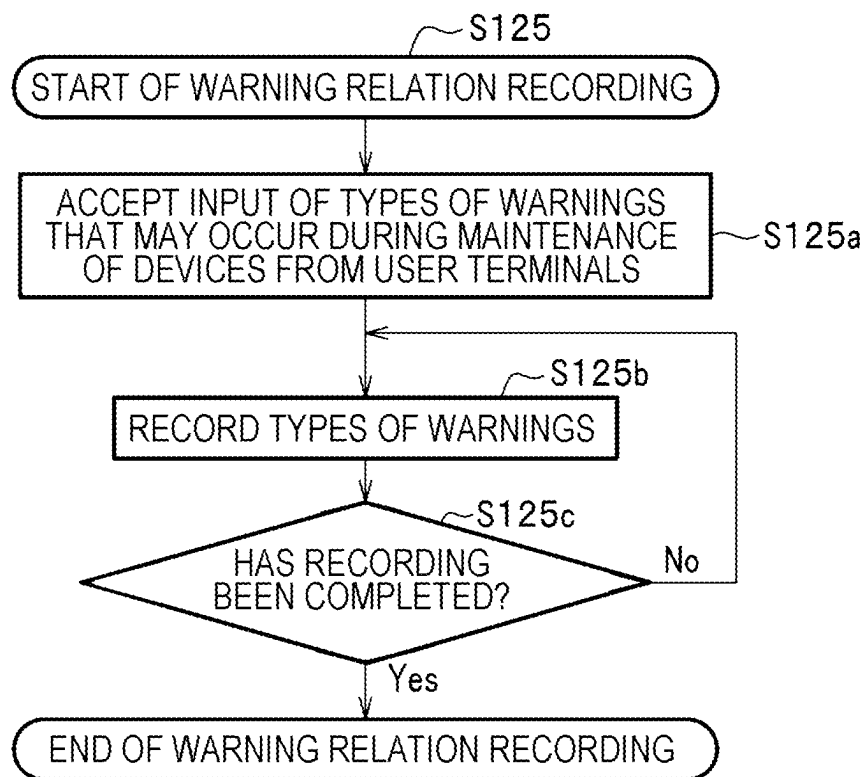 S125
START OF WARNING RELATION RECORDING
ACCEPT INPUT OF TYPES OF WARNINGS
THAT MAY OCCUR DURING MAINTENANCE
OF DEVICES FROM USER TERMINALS
S125a
S125b
RECORD TYPES OF WARNINGS
S125c
HAS RECORDING
BEEN COMPLETED?
No
Yes
END OF WARNING RELATION RECORDING